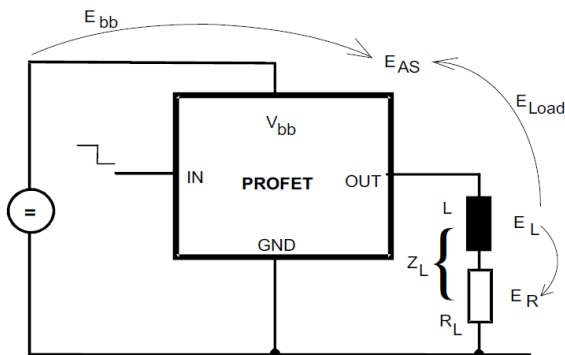 E bb
E AS
E Load
V bb
IN
PROFET
OUT
L
E L
=
GND
Z L
{
E R
R L